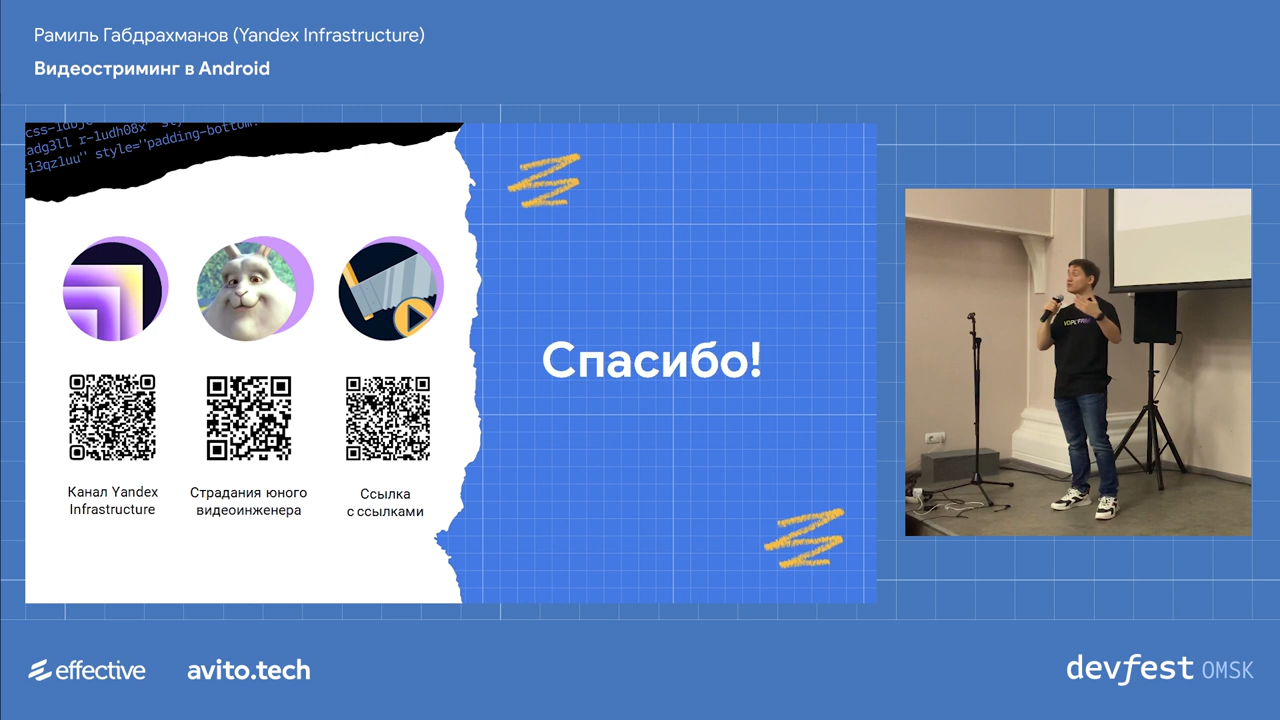 Рамиль Габдрахманов (Yandex Infrastructure)
Видеостриминг в Android
r-1udh08x"
adg3ll
style="padding-bottom:
-13qz1uu"
Канал Yandex
Infrastructure
Страдания юного
видеоинженера
Ссылка
с ссылками
Спасибо!
effective
avito.tech
devfest OMSK